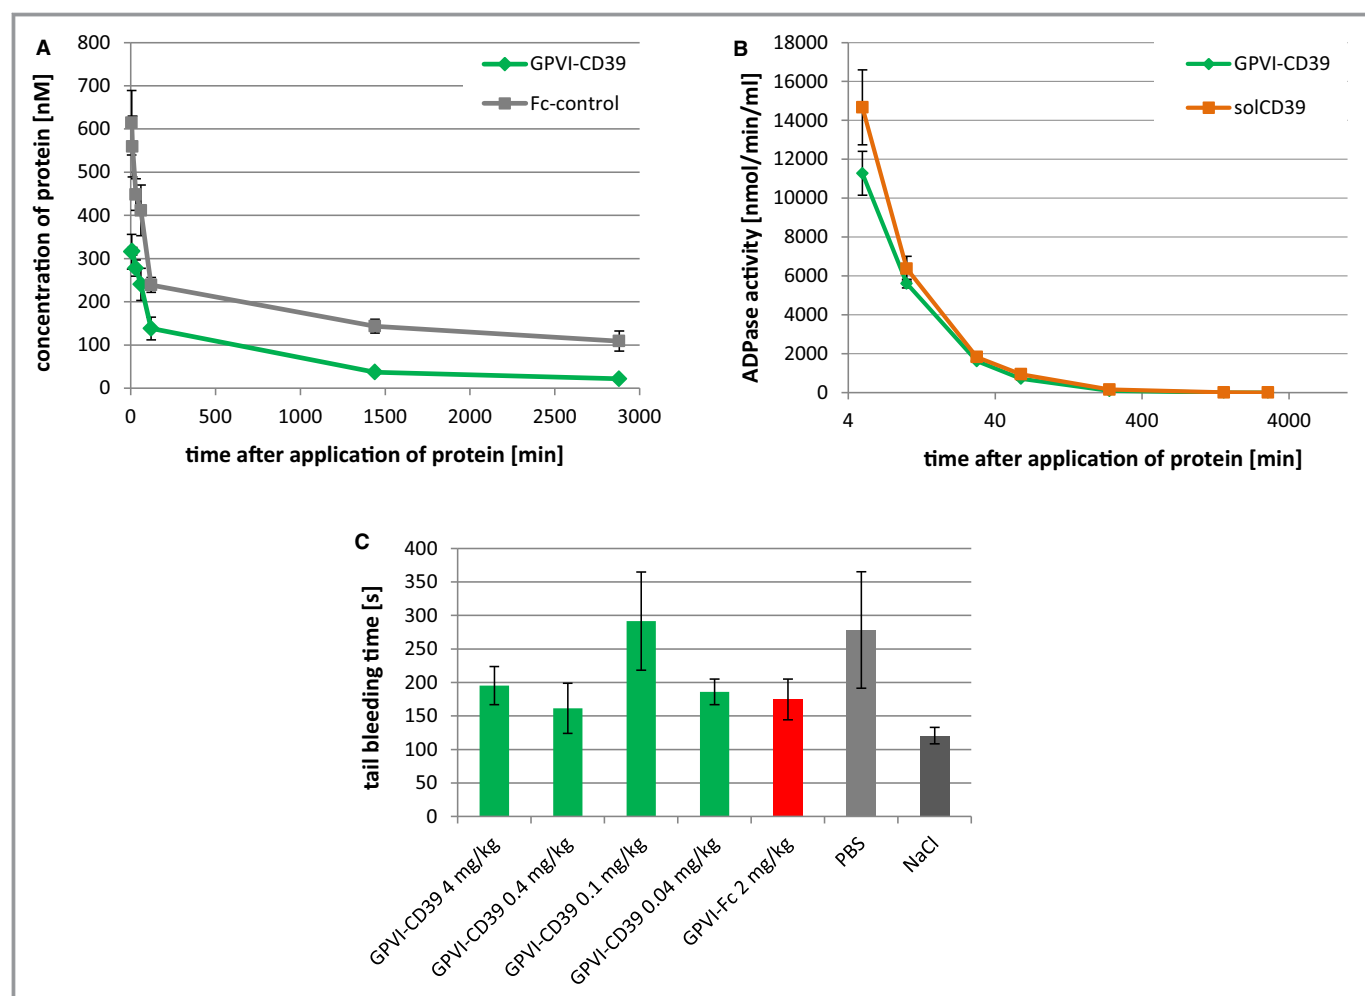 A
800
700
600
500
400
300
200
100
0
0 500 1000 1500 2000 2500 3000
concentration of protein [nM]
time after application of protein [min]
GPVI-CD39
Fc-control
B
18000
16000
14000
12000
10000
8000
6000
4000
2000
0
4 40 400 4000
ADPase activity [nmol/min/ml]
time after application of protein [min]
GPVI-CD39
solCD39
C
400
350
300
250
200
150
100
50
0
tail bleeding time [s]
GPVI-CD39 4 mg/kg
GPVI-CD39 0.4 mg/kg
GPVI-CD39 0.1 mg/kg
GPVI-CD39 0.04 mg/kg
GPVI-Fc 2 mg/kg
PBS
NaCl